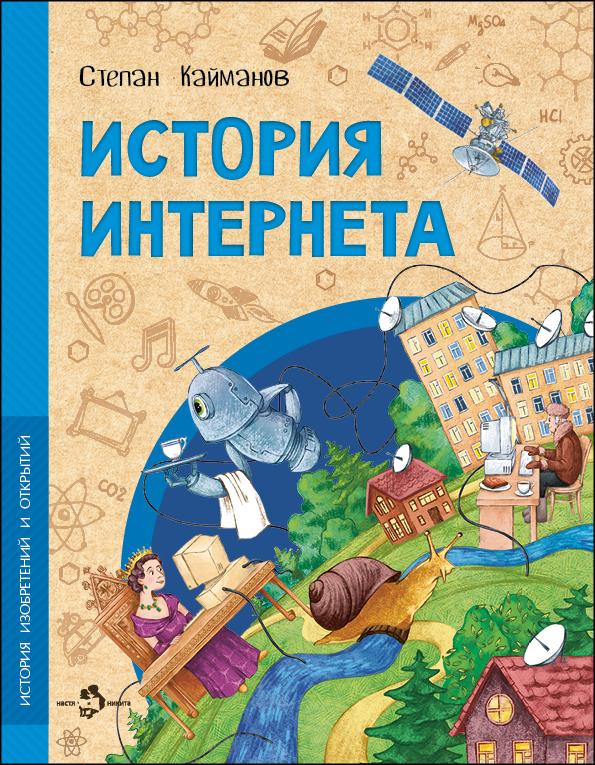 Степан Кайманов
ИСТОРИЯ
ИНТЕРНЕТА
MgSO₄
HCl
CO2
ИСТОРИЯ ИЗОБРЕТЕНИЙ И ОТКРЫТИЙ
настя никита